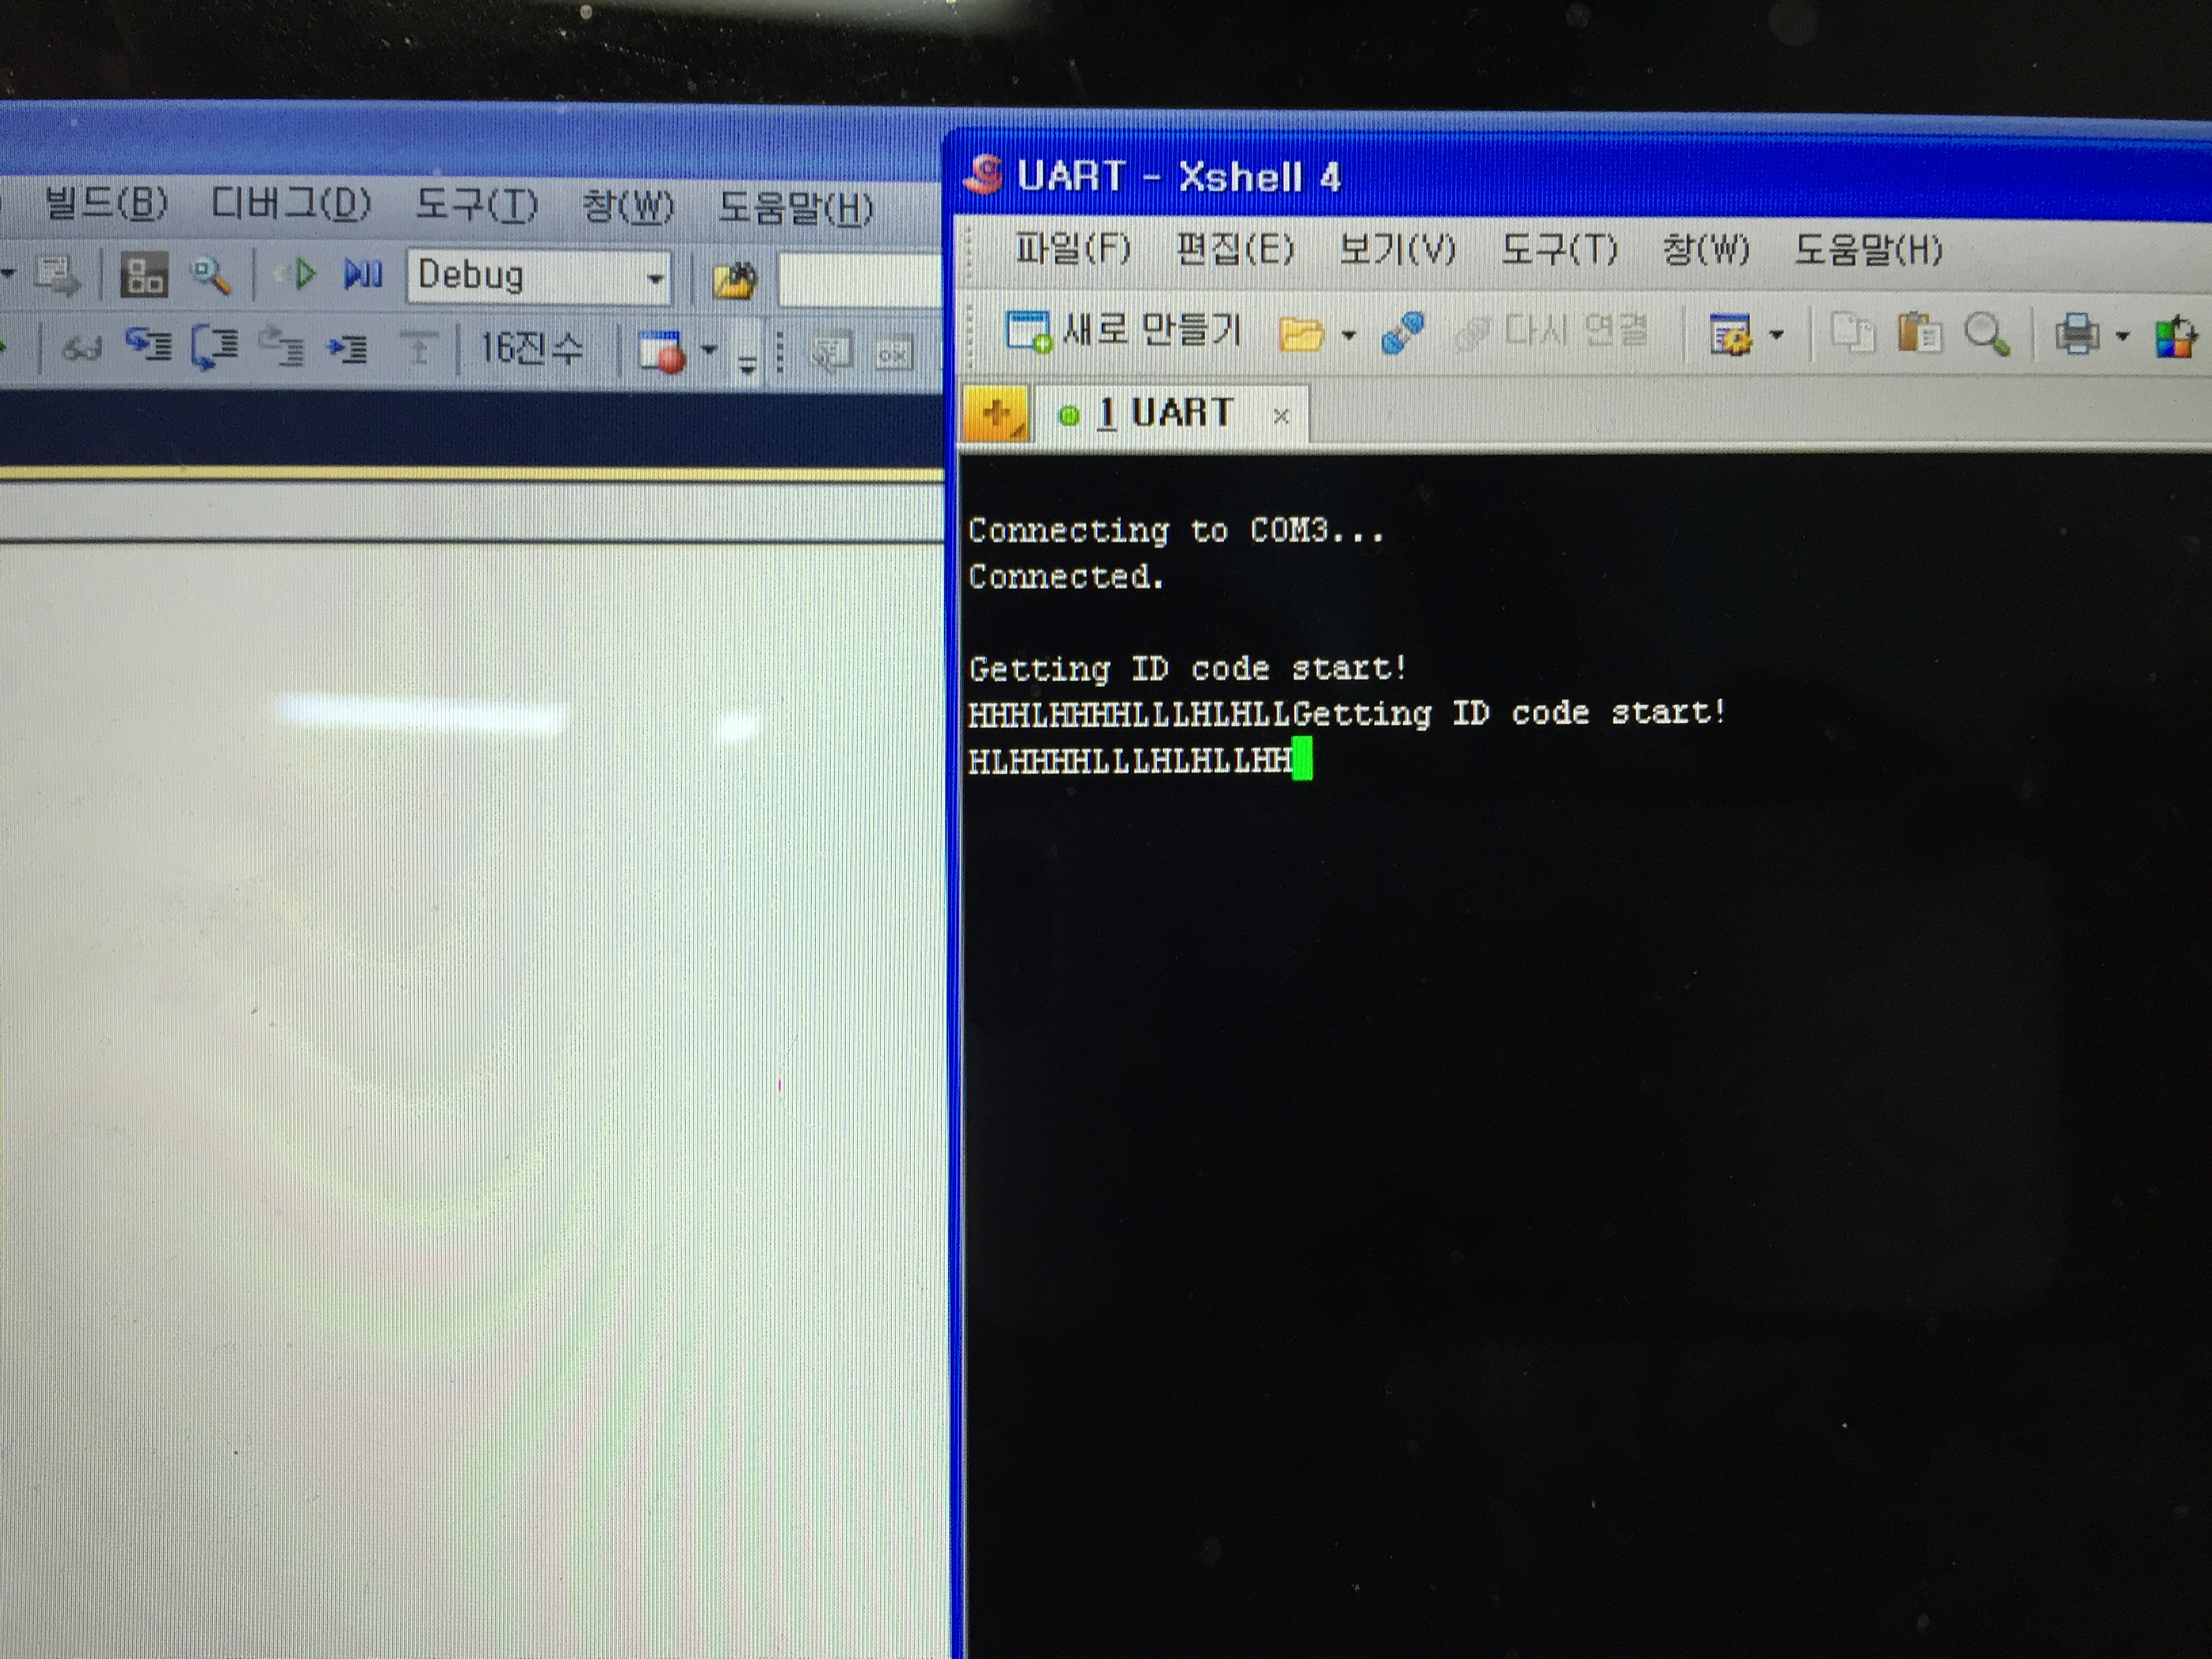 빌드(B) 디버그(D) 도구(T) 창(W) 도움말(H)
Debug
16진수
UART - Xshell 4
파일(F) 편집(E) 보기(V) 도구(T) 창(W) 도움말(H)
새로 만들기 다시 연결
1 UART
Connecting to COM3...
Connected.
Getting ID code start!
HHHLHHHHLLLHLHLLGetting ID code start!
HLHHHHLLLHLHLLHH